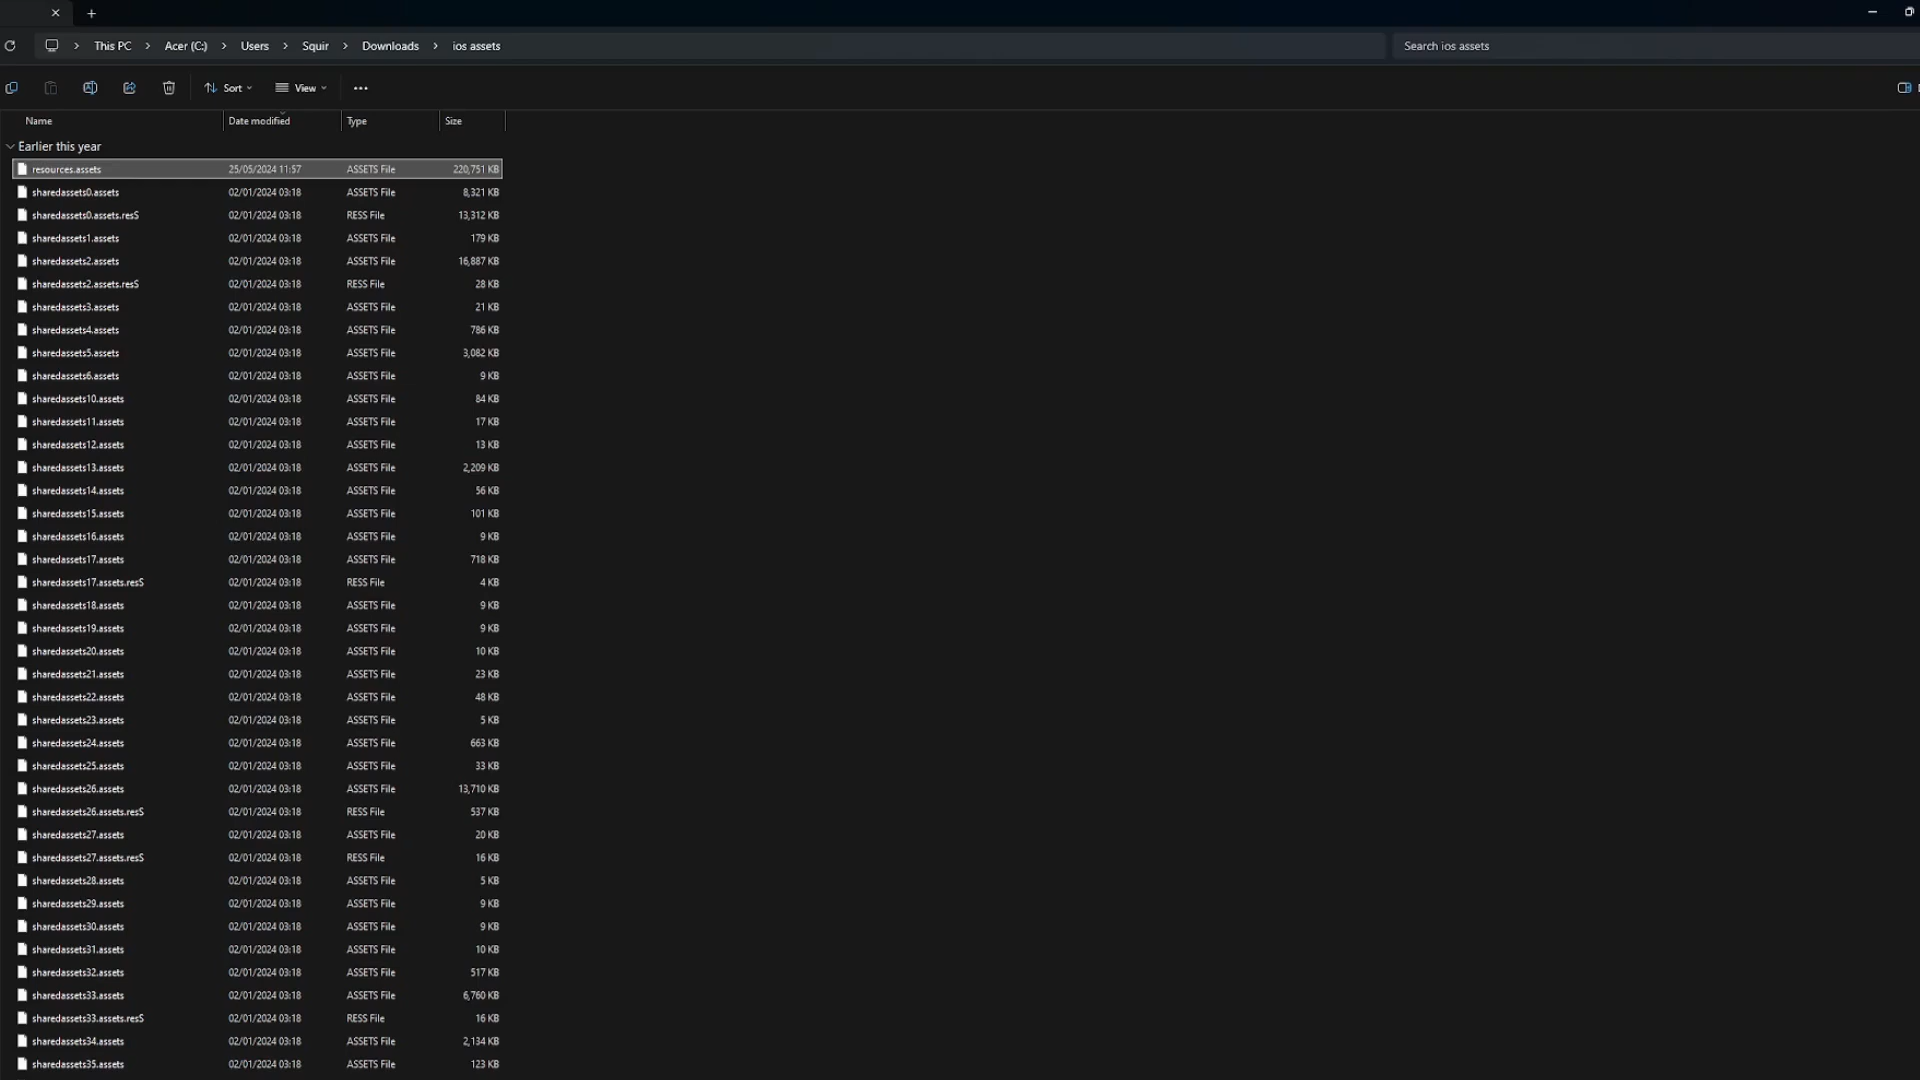 This PC > Acer (C:) > Users > Squir > Downloads > ios assets
Search ios assets
Sort View
Name Date modified Type Size
Earlier this year
resources.assets 25/05/2024 11:57 ASSETS File 220,751 KB
sharedassets0.assets 02/01/2024 03:18 ASSETS File 8,321 KB
sharedassets0.assets.resS 02/01/2024 03:18 RESS File 13,312 KB
sharedassets1.assets 02/01/2024 03:18 ASSETS File 179 KB
sharedassets2.assets 02/01/2024 03:18 ASSETS File 16,887 KB
sharedassets2.assets.resS 02/01/2024 03:18 RESS File 28 KB
sharedassets3.assets 02/01/2024 03:18 ASSETS File 21 KB
sharedassets4.assets 02/01/2024 03:18 ASSETS File 786 KB
sharedassets5.assets 02/01/2024 03:18 ASSETS File 3,082 KB
sharedassets6.assets 02/01/2024 03:18 ASSETS File 9 KB
sharedassets10.assets 02/01/2024 03:18 ASSETS File 84 KB
sharedassets11.assets 02/01/2024 03:18 ASSETS File 17 KB
sharedassets12.assets 02/01/2024 03:18 ASSETS File 13 KB
sharedassets13.assets 02/01/2024 03:18 ASSETS File 2,209 KB
sharedassets14.assets 02/01/2024 03:18 ASSETS File 56 KB
sharedassets15.assets 02/01/2024 03:18 ASSETS File 101 KB
sharedassets16.assets 02/01/2024 03:18 ASSETS File 9 KB
sharedassets17.assets 02/01/2024 03:18 ASSETS File 718 KB
sharedassets17.assets.resS 02/01/2024 03:18 RESS File 4 KB
sharedassets18.assets 02/01/2024 03:18 ASSETS File 9 KB
sharedassets19.assets 02/01/2024 03:18 ASSETS File 9 KB
sharedassets20.assets 02/01/2024 03:18 ASSETS File 10 KB
sharedassets21.assets 02/01/2024 03:18 ASSETS File 23 KB
sharedassets22.assets 02/01/2024 03:18 ASSETS File 48 KB
sharedassets23.assets 02/01/2024 03:18 ASSETS File 5 KB
sharedassets24.assets 02/01/2024 03:18 ASSETS File 663 KB
sharedassets25.assets 02/01/2024 03:18 ASSETS File 33 KB
sharedassets26.assets 02/01/2024 03:18 ASSETS File 13,710 KB
sharedassets26.assets.resS 02/01/2024 03:18 RESS File 537 KB
sharedassets27.assets 02/01/2024 03:18 ASSETS File 20 KB
sharedassets27.assets.resS 02/01/2024 03:18 RESS File 16 KB
sharedassets28.assets 02/01/2024 03:18 ASSETS File 5 KB
sharedassets29.assets 02/01/2024 03:18 ASSETS File 9 KB
sharedassets30.assets 02/01/2024 03:18 ASSETS File 9 KB
sharedassets31.assets 02/01/2024 03:18 ASSETS File 10 KB
sharedassets32.assets 02/01/2024 03:18 ASSETS File 517 KB
sharedassets33.assets 02/01/2024 03:18 ASSETS File 6,760 KB
sharedassets33.assets.resS 02/01/2024 03:18 RESS File 16 KB
sharedassets34.assets 02/01/2024 03:18 ASSETS File 2,134 KB
sharedassets35.assets 02/01/2024 03:18 ASSETS File 123 KB